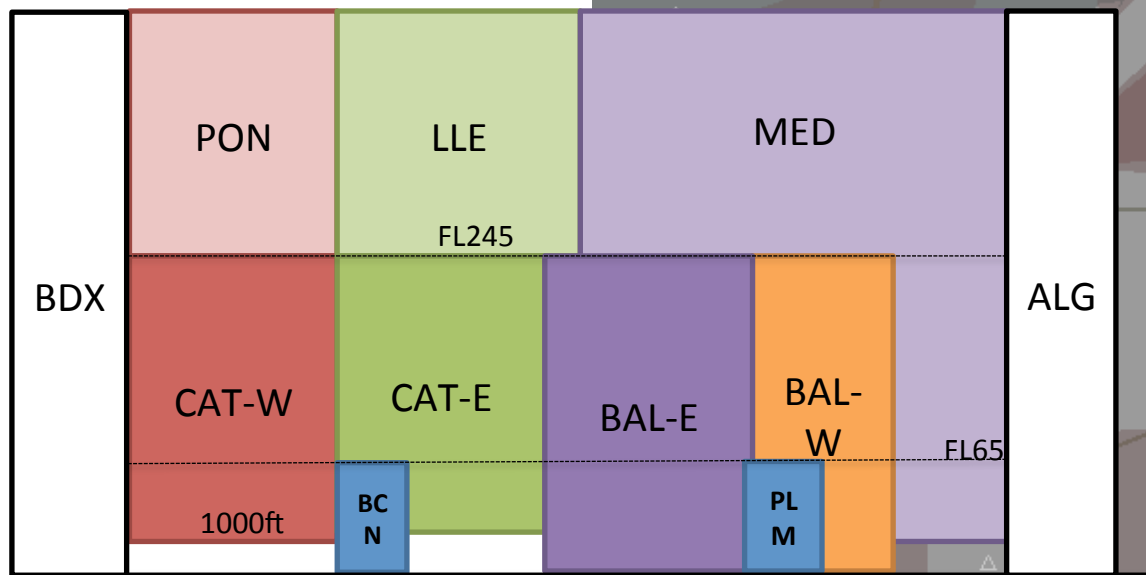 PON
LLE
MED
FL245
BDX
ALG
CAT-W
CAT-E
BAL-E
BAL-
W
FL65
1000ft
BC
N
PL
M